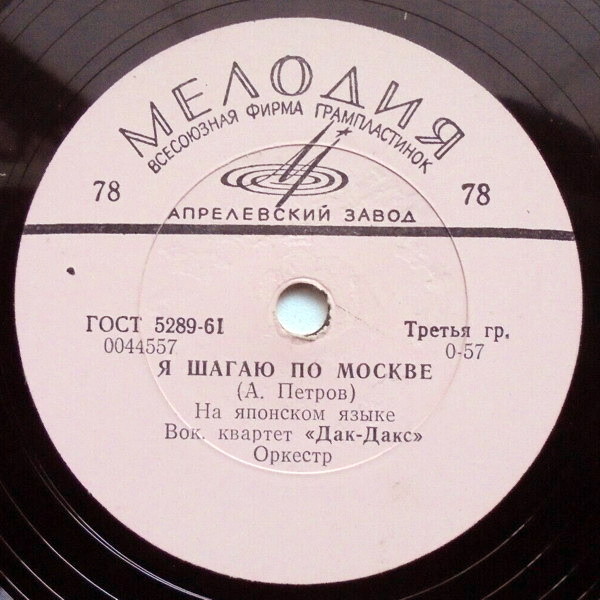 МЕЛОДИЯ
ВСЕСОЮЗНАЯ ФИРМА ГРАМПЛАСТИНОК
78 78
АПРЕЛЕВСКИЙ ЗАВОД
ГОСТ 5289-61 Третья гр.
0044557 0-57
Я ШАГАЮ ПО МОСКВЕ
(А. Петров)
На японском языке
Вок. квартет «Дак-Дакс»
Оркестр